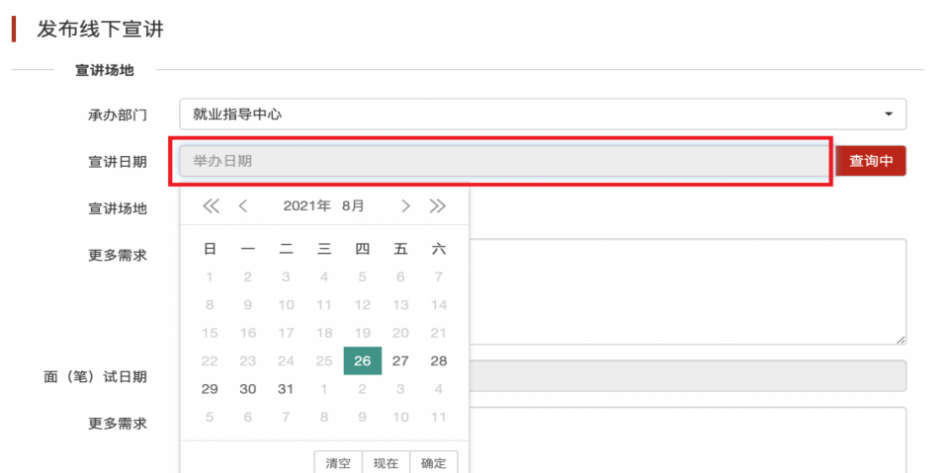 发布线下宣讲
宣讲场地
承办部门 就业指导中心
宣讲日期 举办日期 查询中
宣讲场地
2021年 8月
更多需求
日 一 二 三 四 五 六
1 2 3 4 5 6 7
8 9 10 11 12 13 14
15 16 17 18 19 20 21
22 23 24 25 26 27 28
29 30 31 1 2 3 4
5 6 7 8 9 10 11
面（笔）试日期
更多需求
清空 现在 确定